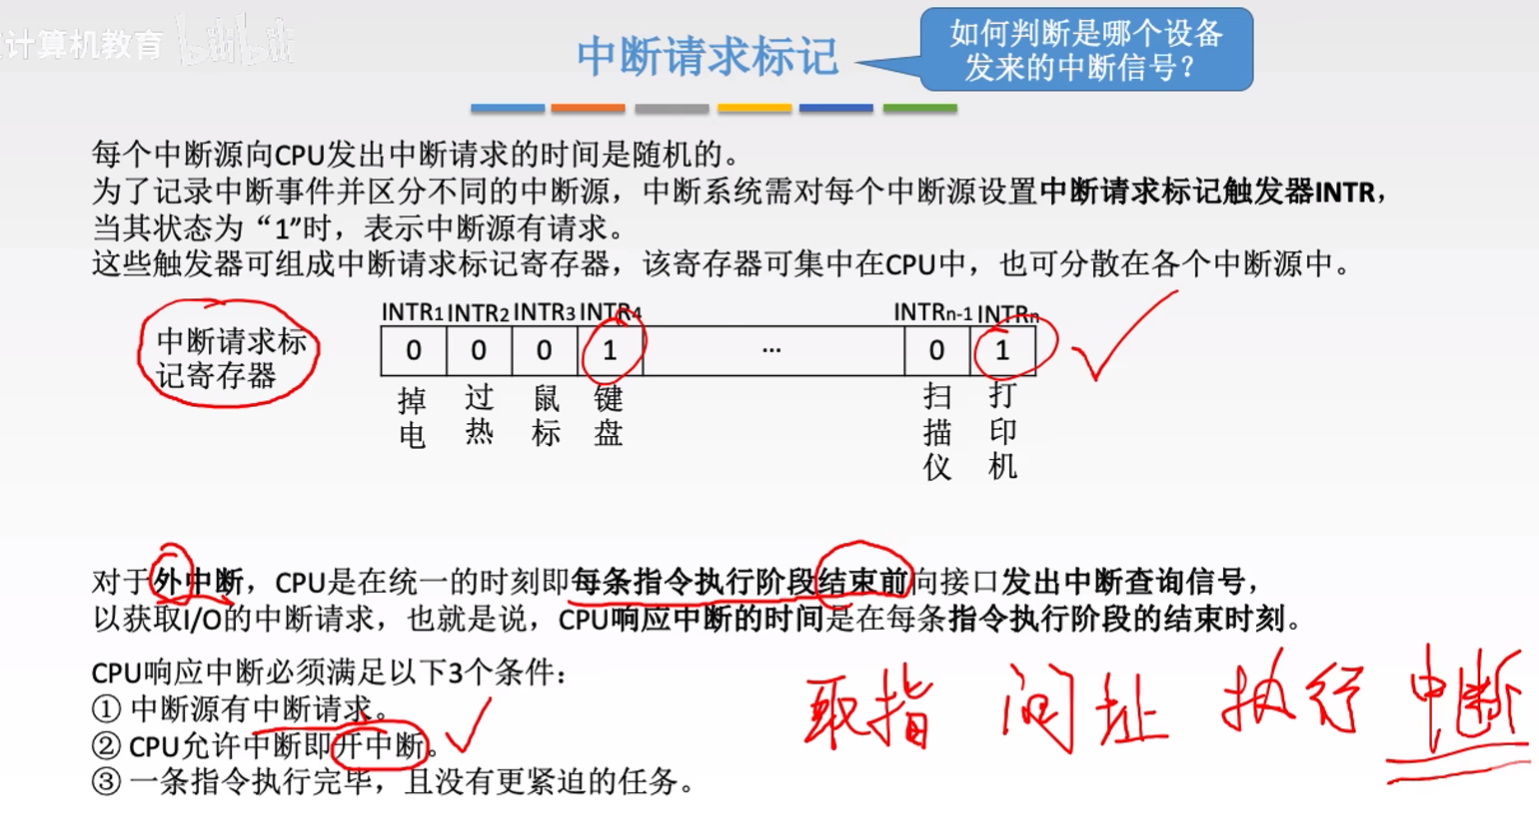 计算机教育 bilibili
中断请求标记
如何判断是哪个设备
发来的中断信号？
每个中断源向CPU发出中断请求的时间是随机的。
为了记录中断事件并区分不同的中断源，中断系统需对每个中断源设置中断请求标记触发器INTR，
当其状态为“1”时，表示中断源有请求。
这些触发器可组成中断请求标记寄存器，该寄存器可集中在CPU中，也可分散在各个中断源中。
INTR1 INTR2 INTR3 INTR4 INTRn-1 INTRn
中断请求标
记寄存器
0 0 0 1 … 0 1
掉电 过热 鼠标 键盘 扫描仪 打印机
对于外中断，CPU是在统一的时刻即每条指令执行阶段结束前向接口发出中断查询信号，
以获取I/O的中断请求，也就是说，CPU响应中断的时间是在每条指令执行阶段的结束时刻。
CPU响应中断必须满足以下3个条件：
① 中断源有中断请求。
② CPU允许中断即开中断。
③ 一条指令执行完毕，且没有更紧迫的任务。
取指 间址 执行 中断